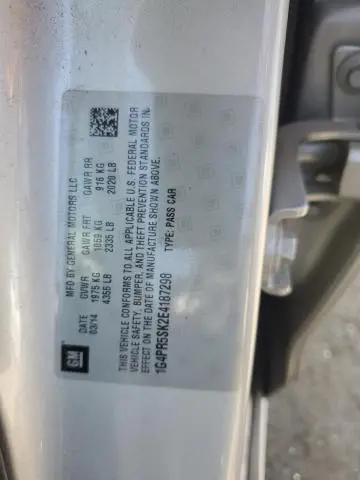 GM
MFD BY GENERAL MOTORS LLC
DATE GVWR GAWR FRT GAWR RR
03/14 1975 KG 1059 KG 916 KG
4355 LB 2335 LB 2020 LB
THIS VEHICLE CONFORMS TO ALL APPLICABLE U.S. FEDERAL MOTOR
VEHICLE SAFETY, BUMPER, AND THEFT PREVENTION STANDARDS IN
EFFECT ON THE DATE OF MANUFACTURE SHOWN ABOVE.
1G4PR5SK2E4187298 TYPE: PASS CAR